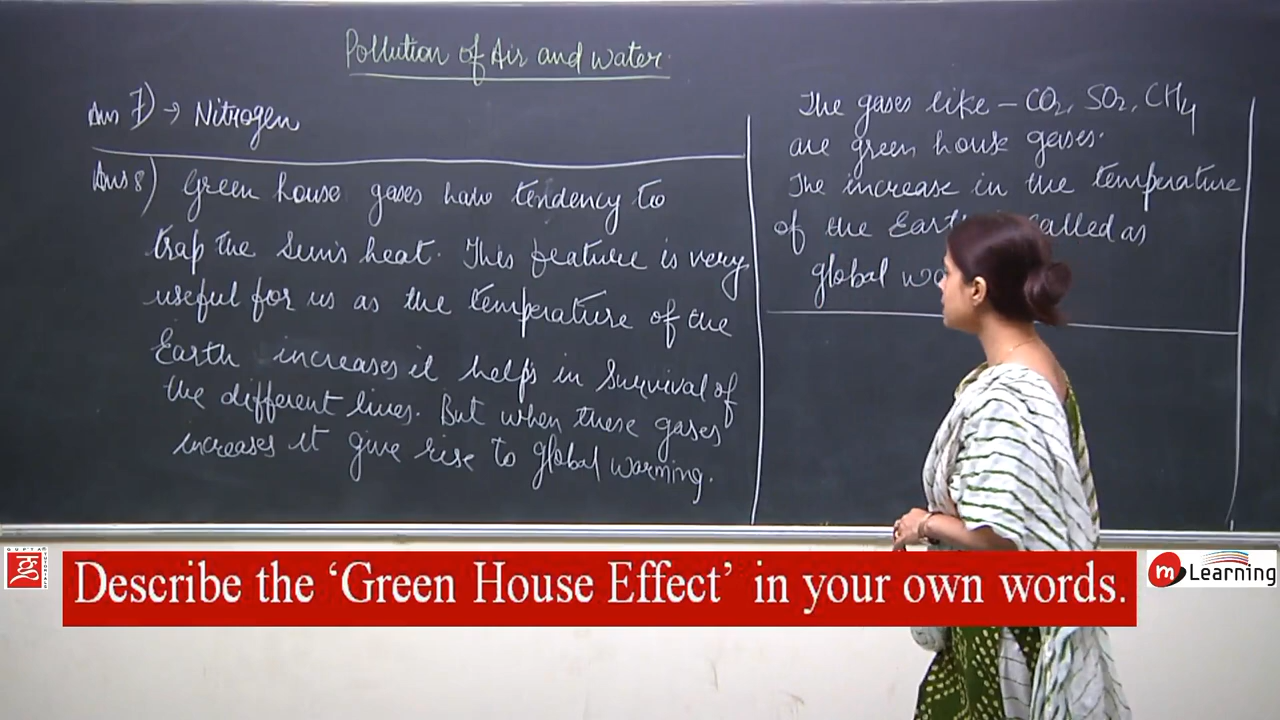 Pollution of Air and water.
Ans 7) → Nitrogen
Ans 8) Green house gases have tendency to
trap the Sun's heat. This feature is very
useful for us as the temperature of the
Earth increases it helps in Survival of
the different lives. But when these gases
increases it give rise to global warming.
The gases like – CO2, SO2, CH4
are green house gases.
The increase in the temperature
of the Earth called as
global
GUPTA TUTORIALS
Describe the ‘Green House Effect’ in your own words.
m Learning